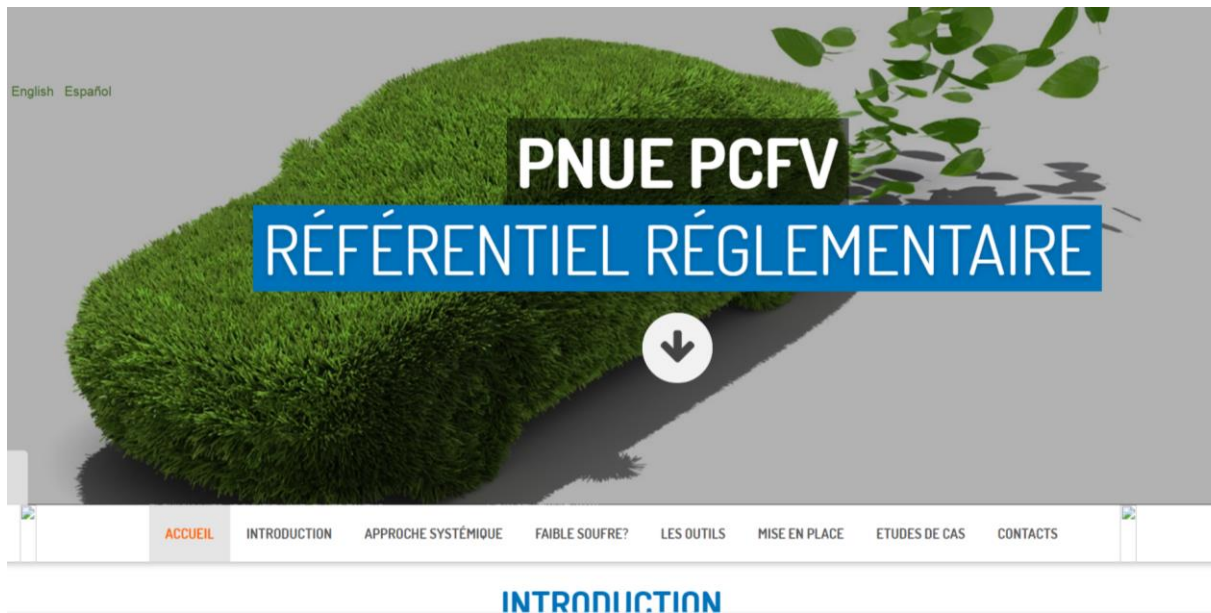 English Español
PNUE PCFV
RÉFÉRENTIEL RÉGLEMENTAIRE
ACCUEIL INTRODUCTION APPROCHE SYSTÉMIQUE FAIBLE SOUFRE? LES OUTILS MISE EN PLACE ETUDES DE CAS CONTACTS
INTRODUCTION